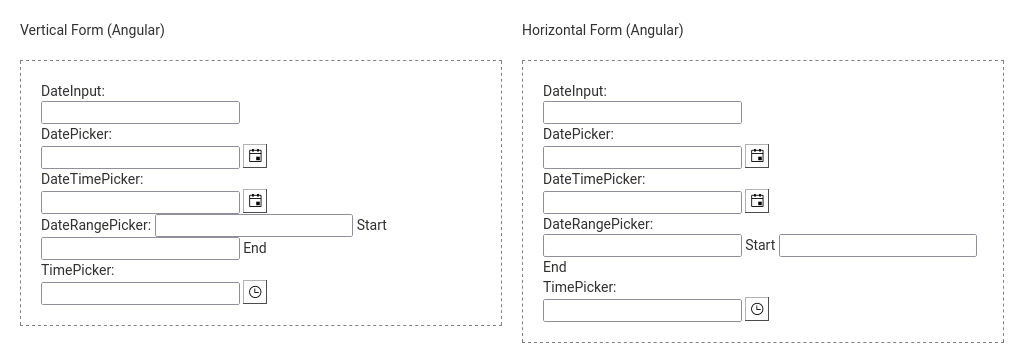 Vertical Form (Angular)
DateInput:
DatePicker:
DateTimePicker:
DateRangePicker: Start
End
TimePicker:
Horizontal Form (Angular)
DateInput:
DatePicker:
DateTimePicker:
DateRangePicker:
Start
End
TimePicker: